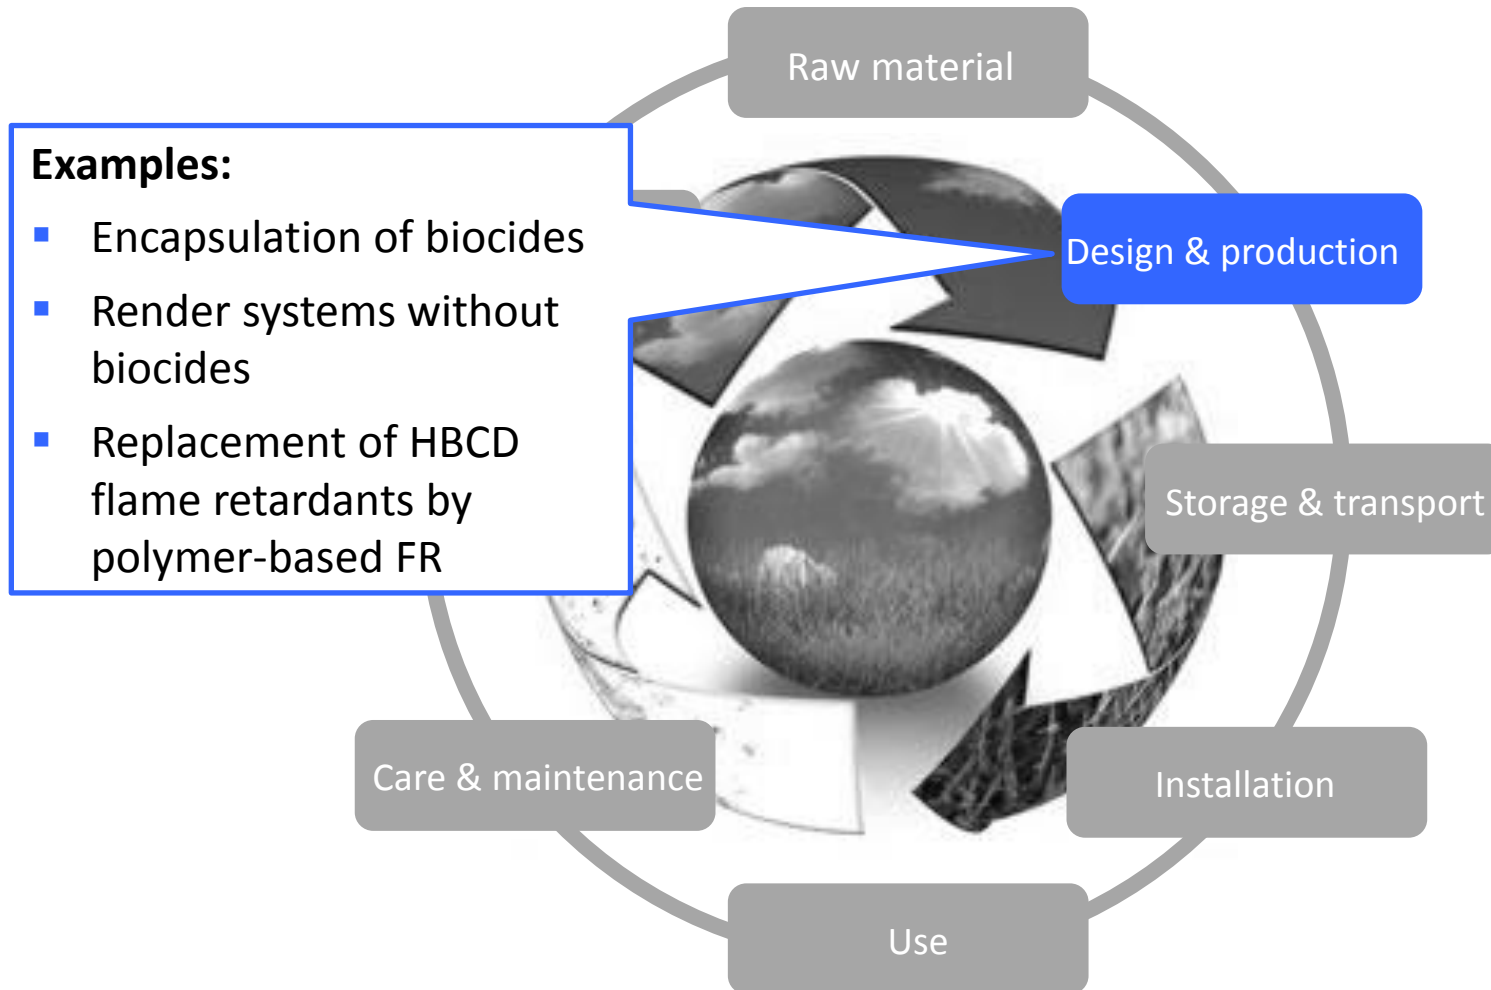 Raw material
Examples:
Encapsulation of biocides
Render systems without
biocides
Replacement of HBCD
flame retardants by
polymer-based FR
Design & production
Storage & transport
Installation
Use
Care & maintenance